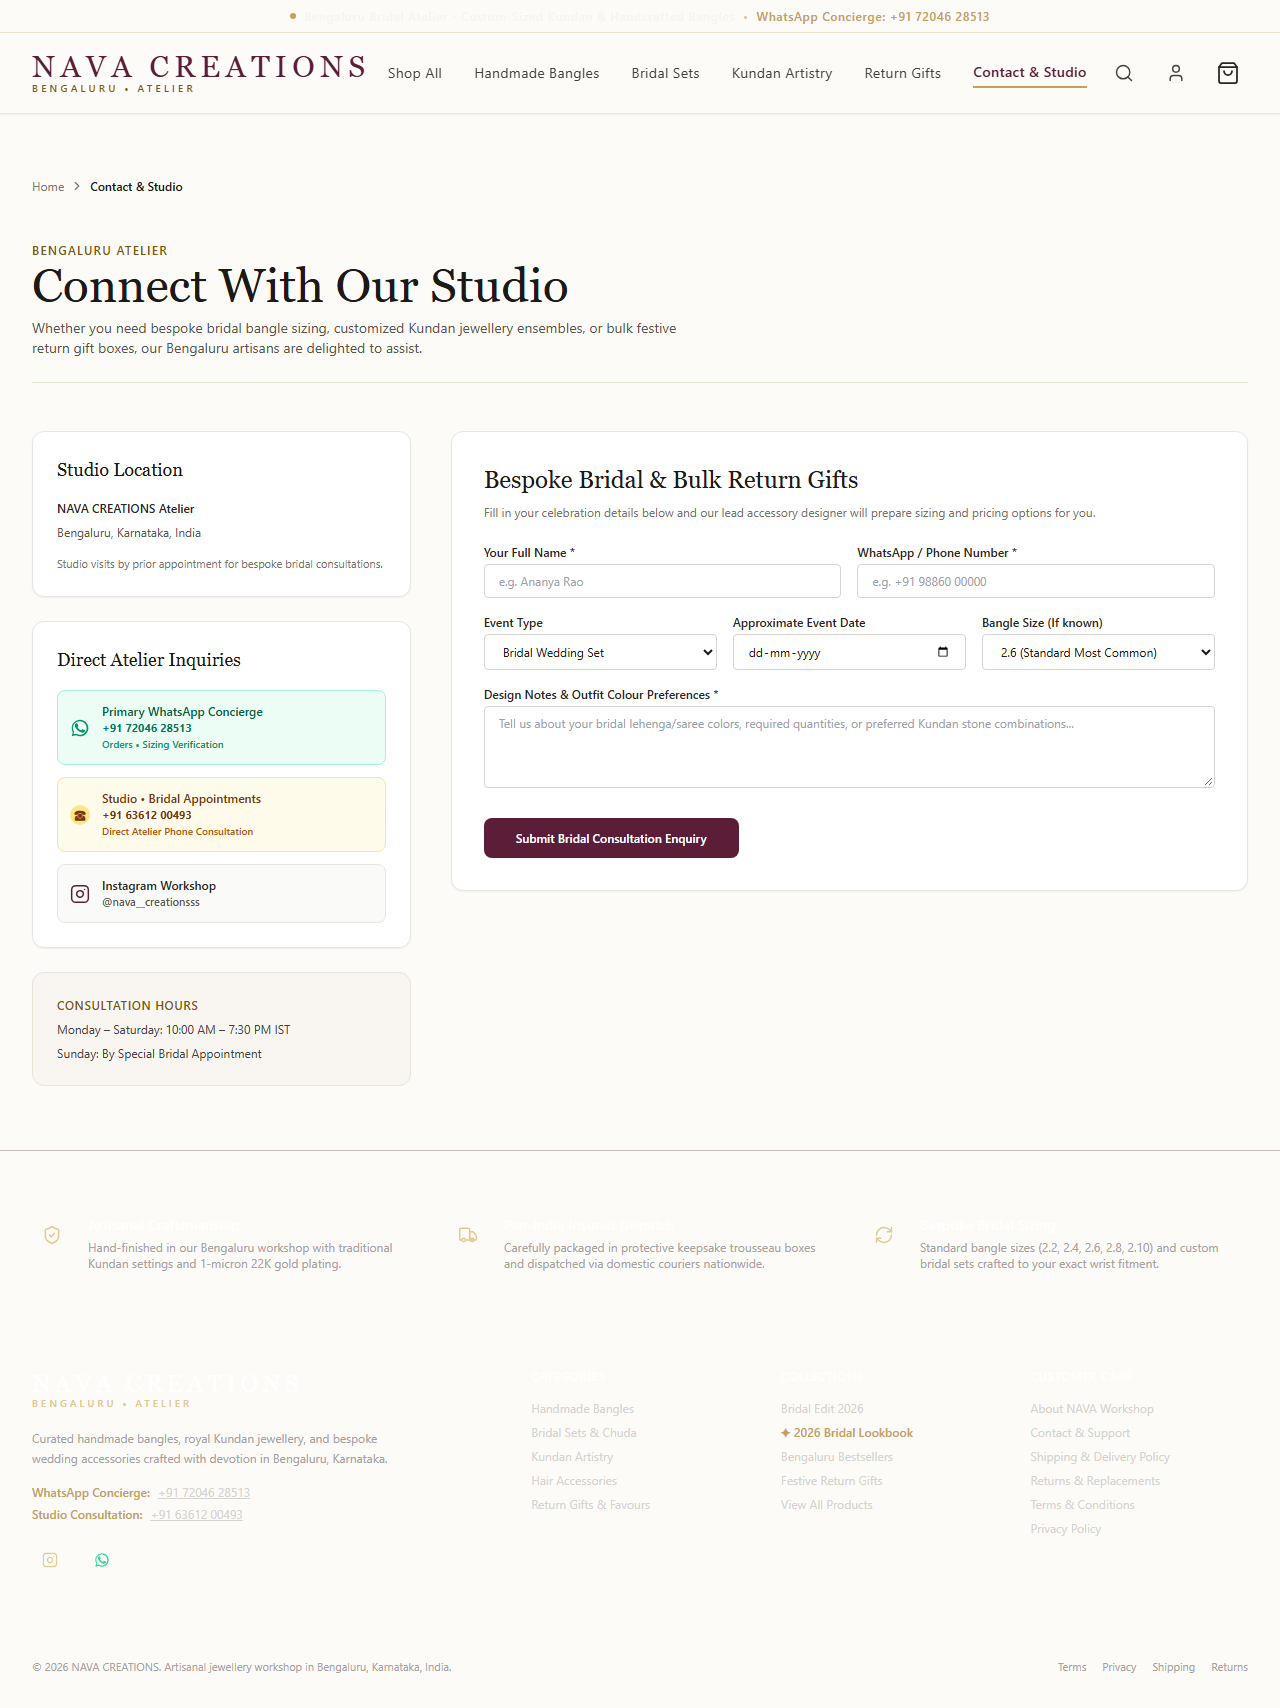 Bengaluru Bridal Atelier • Custom-Sized Kundan & Handcrafted Bangles • WhatsApp Concierge: +91 72046 28513
NAVA CREATIONS
BENGALURU • ATELIER
Shop All
Handmade Bangles
Bridal Sets
Kundan Artistry
Return Gifts
Contact & Studio
Home > Contact & Studio
BENGALURU ATELIER
Connect With Our Studio
Whether you need bespoke bridal bangle sizing, customized Kundan jewellery ensembles, or bulk festive
return gift boxes, our Bengaluru artisans are delighted to assist.
Studio Location
NAVA CREATIONS Atelier
Bengaluru, Karnataka, India
Studio visits by prior appointment for bespoke bridal consultations.
Direct Atelier Inquiries
Primary WhatsApp Concierge
+91 72046 28513
Orders • Sizing Verification
Studio • Bridal Appointments
+91 63612 00493
Direct Atelier Phone Consultation
Instagram Workshop
@nava__creationsss
CONSULTATION HOURS
Monday – Saturday: 10:00 AM – 7:30 PM IST
Sunday: By Special Bridal Appointment
Bespoke Bridal & Bulk Return Gifts
Fill in your celebration details below and our lead accessory designer will prepare sizing and pricing options for you.
Your Full Name *
e.g. Ananya Rao
WhatsApp / Phone Number *
e.g. +91 98860 00000
Event Type
Bridal Wedding Set
Approximate Event Date
dd-mm-yyyy
Bangle Size (If known)
2.6 (Standard Most Common)
Design Notes & Outfit Colour Preferences *
Tell us about your bridal lehenga/saree colors, required quantities, or preferred Kundan stone combinations...
Submit Bridal Consultation Enquiry
Hand-finished in our Bengaluru workshop with traditional
Kundan settings and 1-micron 22K gold plating.
Carefully packaged in protective keepsake trousseau boxes
and dispatched via domestic couriers nationwide.
Standard bangle sizes (2.2, 2.4, 2.6, 2.8, 2.10) and custom
bridal sets crafted to your exact wrist fitment.
NAVA CREATIONS
BENGALURU • ATELIER
Curated handmade bangles, royal Kundan jewellery, and bespoke
wedding accessories crafted with devotion in Bengaluru, Karnataka.
WhatsApp Concierge: +91 72046 28513
Studio Consultation: +91 63612 00493
Handmade Bangles
Bridal Sets & Chuda
Kundan Artistry
Hair Accessories
Return Gifts & Favours
Bridal Edit 2026
✦ 2026 Bridal Lookbook
Bengaluru Bestsellers
Festive Return Gifts
View All Products
About NAVA Workshop
Contact & Support
Shipping & Delivery Policy
Returns & Replacements
Terms & Conditions
Privacy Policy
© 2026 NAVA CREATIONS. Artisanal jewellery workshop in Bengaluru, Karnataka, India.
Terms
Privacy
Shipping
Returns